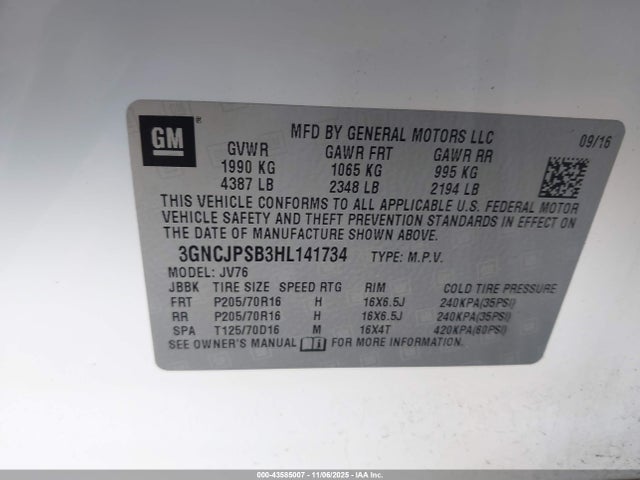 GM®
MFD BY GENERAL MOTORS LLC 09/16
GVWR GAWR FRT GAWR RR
1990 KG 1065 KG 995 KG
4387 LB 2348 LB 2194 LB
THIS VEHICLE CONFORMS TO ALL APPLICABLE U.S. FEDERAL MOTOR
VEHICLE SAFETY AND THEFT PREVENTION STANDARDS IN EFFECT ON
THE DATE OF MANUFACTURE SHOWN ABOVE.
3GNCJPSB3HL141734 TYPE: M.P.V.
MODEL: JV76
JBBK TIRE SIZE SPEED RTG RIM COLD TIRE PRESSURE
FRT P205/70R16 H 16X6.5J 240KPA(35PSI)
RR P205/70R16 H 16X6.5J 240KPA(35PSI)
SPA T125/70D16 M 16X4T 420KPA(60PSI)
SEE OWNER'S MANUAL FOR MORE INFORMATION.
© IAA - 43585007 - 11/06/2025 - IAAI.com